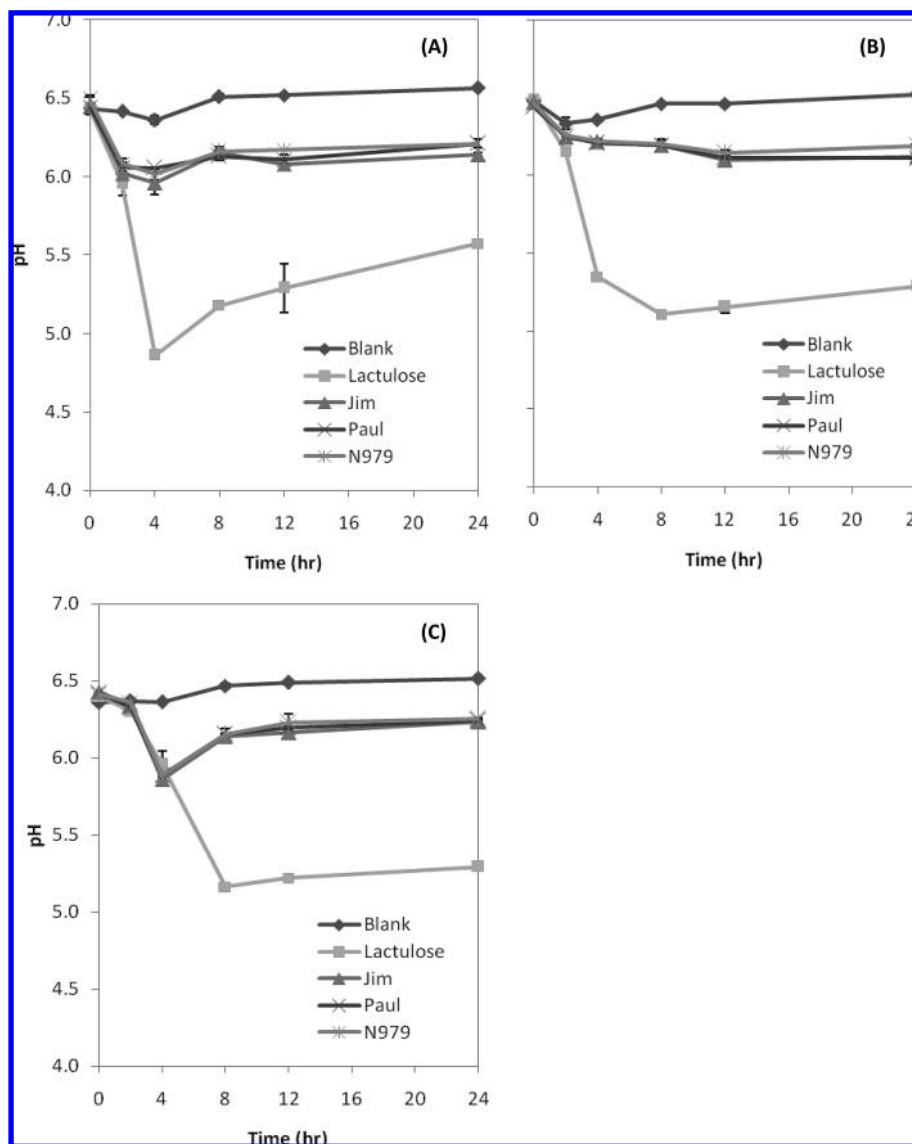 7.0
(A)
6.5
6.0
pH
5.5
5.0
4.5
4.0
Blank
Lactulose
Jim
Paul
N979
0 4 8 12 16 20 24
Time (hr)
(B)
Blank
Lactulose
Jim
Paul
N979
0 4 8 12 16 20
Time (hr)
7.0
(C)
6.5
6.0
pH
5.5
5.0
4.5
4.0
Blank
Lactulose
Jim
Paul
N979
0 4 8 12 16 20 24
Time (hr)